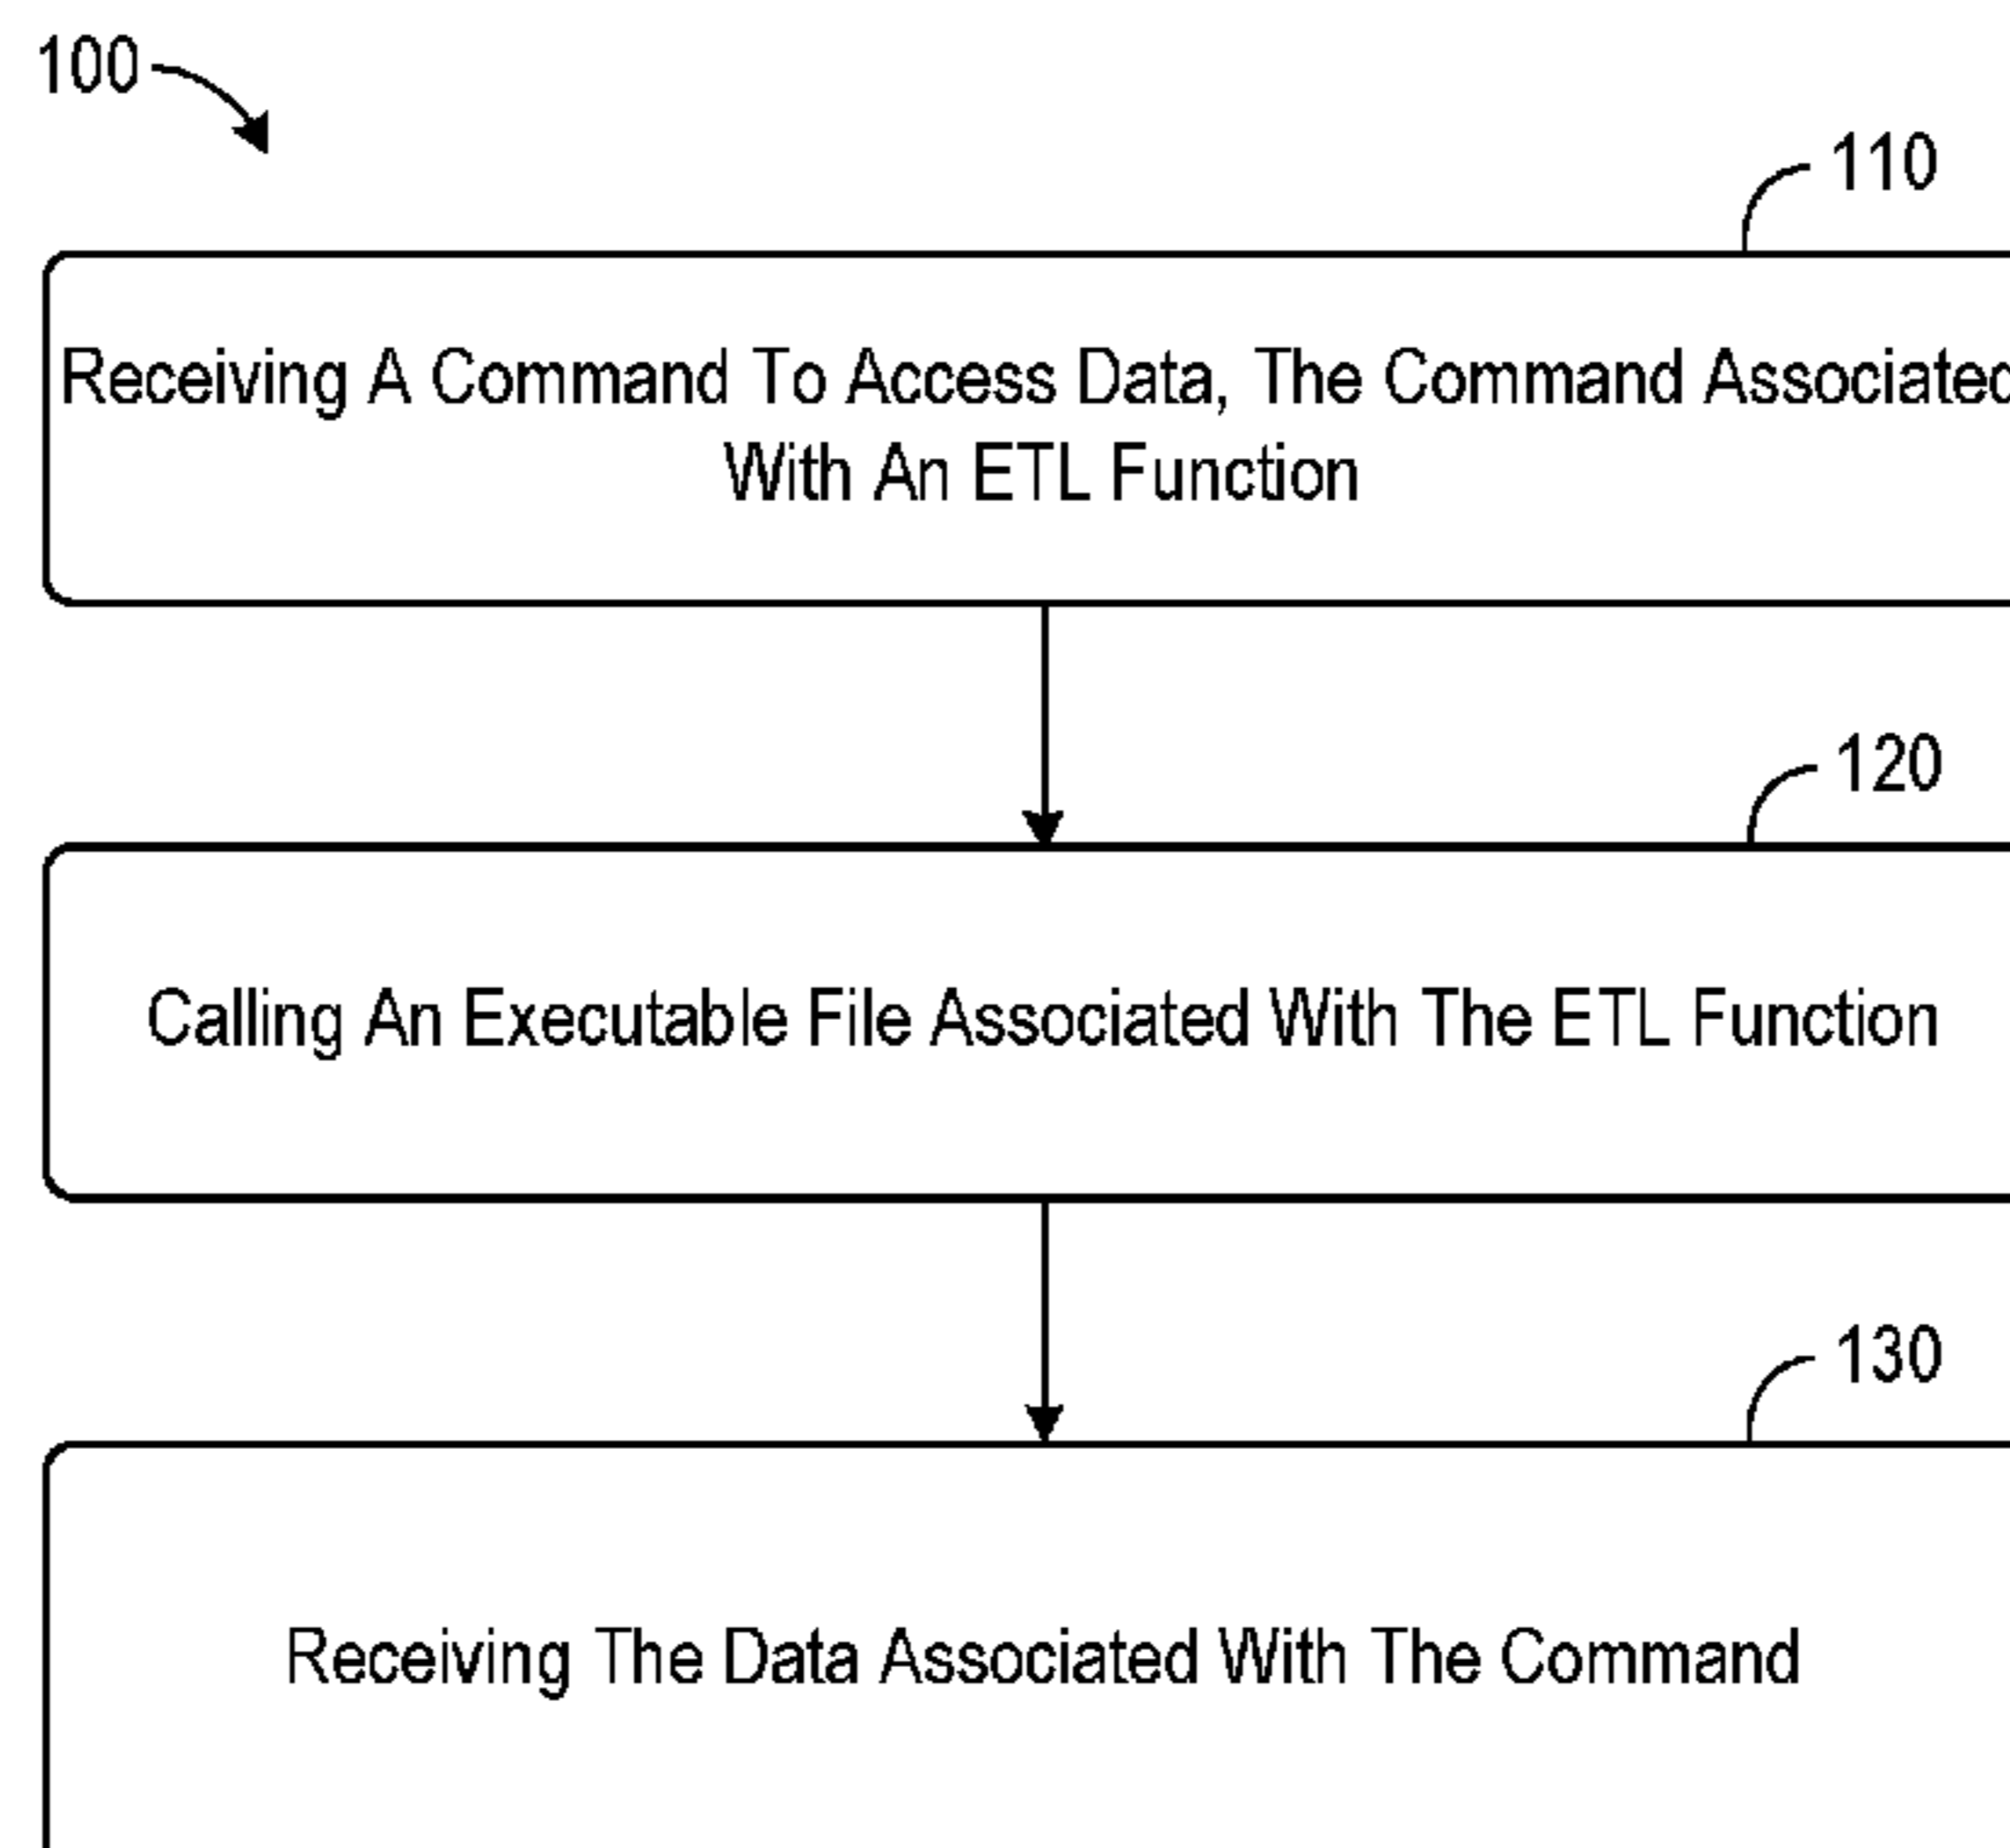 100
110
Receiving A Command To Access Data, The Command Associated
With An ETL Function
120
Calling An Executable File Associated With The ETL Function
130
Receiving The Data Associated With The Command